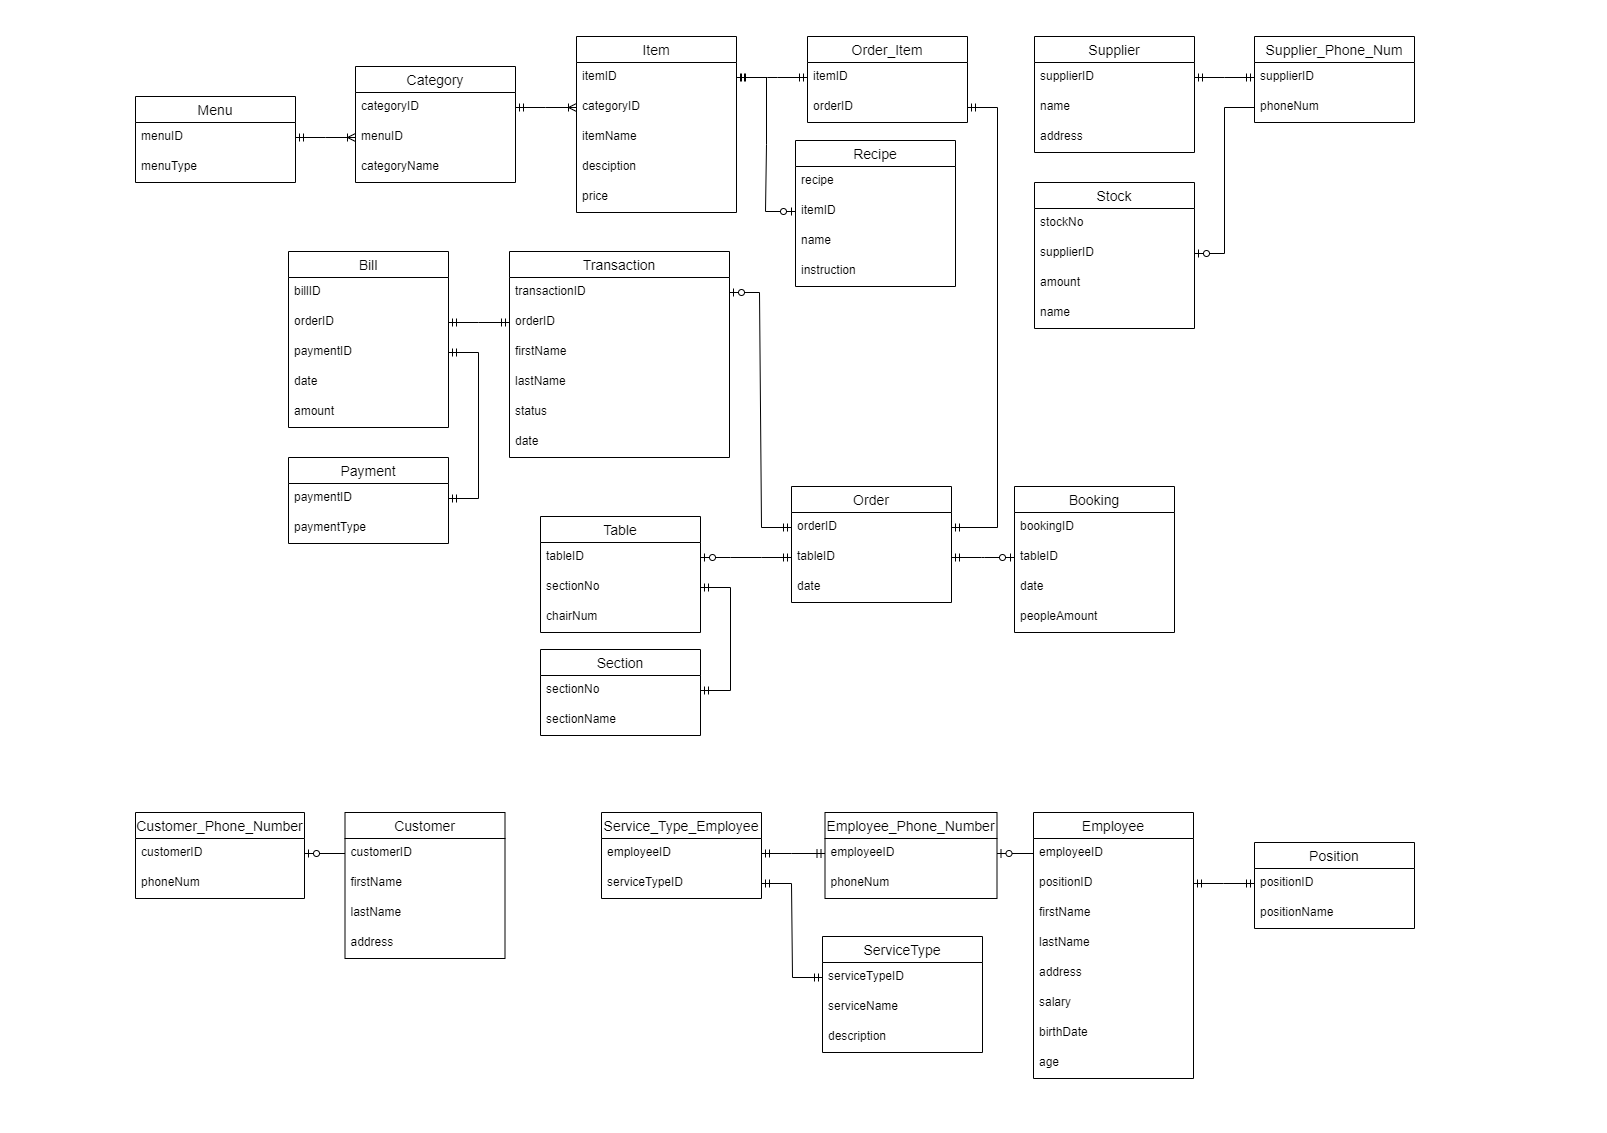 Menu
menuID
menuType
Category
categoryID
menuID
categoryName
Item
itemID
categoryID
itemName
desciption
price
Order_Item
itemID
orderID
Recipe
recipe
itemID
name
instruction
Supplier
supplierID
name
address
Supplier_Phone_Num
supplierID
phoneNum
Stock
stockNo
supplierID
amount
name
Bill
billID
orderID
paymentID
date
amount
Transaction
transactionID
orderID
firstName
lastName
status
date
Payment
paymentID
paymentType
Table
tableID
sectionNo
chairNum
Order
orderID
tableID
date
Booking
bookingID
tableID
date
peopleAmount
Section
sectionNo
sectionName
Customer_Phone_Number
customerID
phoneNum
Customer
customerID
firstName
lastName
address
Service_Type_Employee
employeeID
serviceTypeID
Employee_Phone_Number
employeeID
phoneNum
Employee
employeeID
positionID
firstName
lastName
address
salary
birthDate
age
Position
positionID
positionName
ServiceType
serviceTypeID
serviceName
description